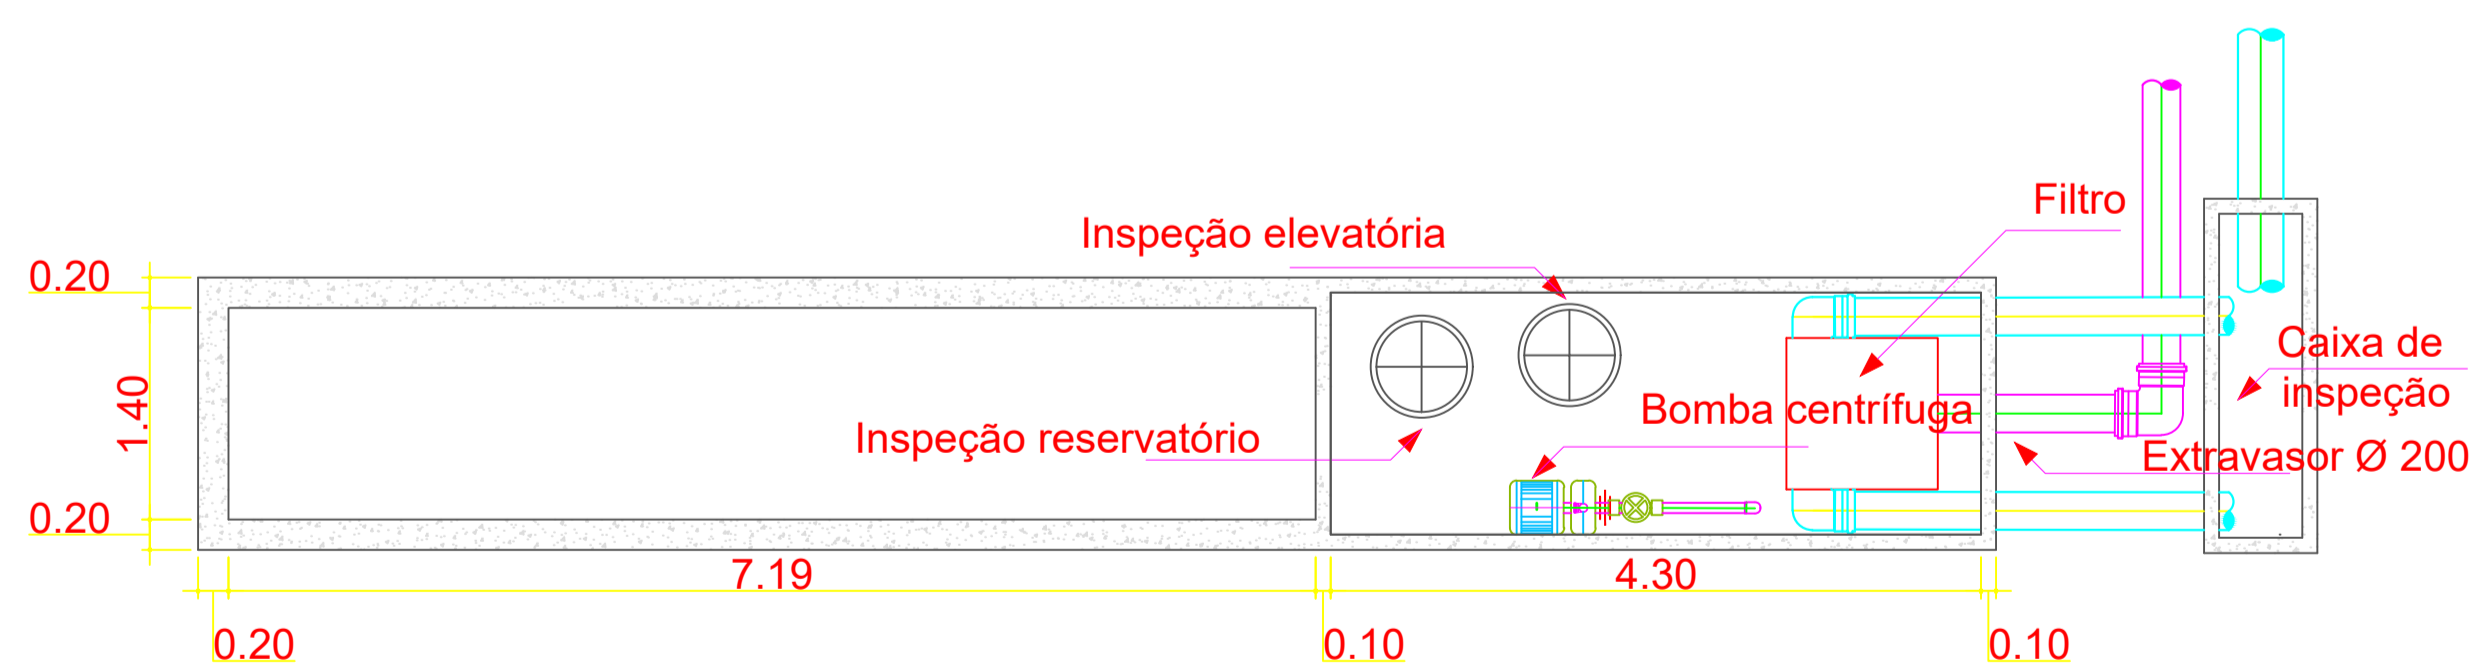 Filtro
Inspeção elevatória
0.20
Caixa de
inspeção
1.40
Bomba centrífuga
Inspeção reservatório
Extravasor Ø 200
0.20
7.19
4.30
0.20
0.10
0.10